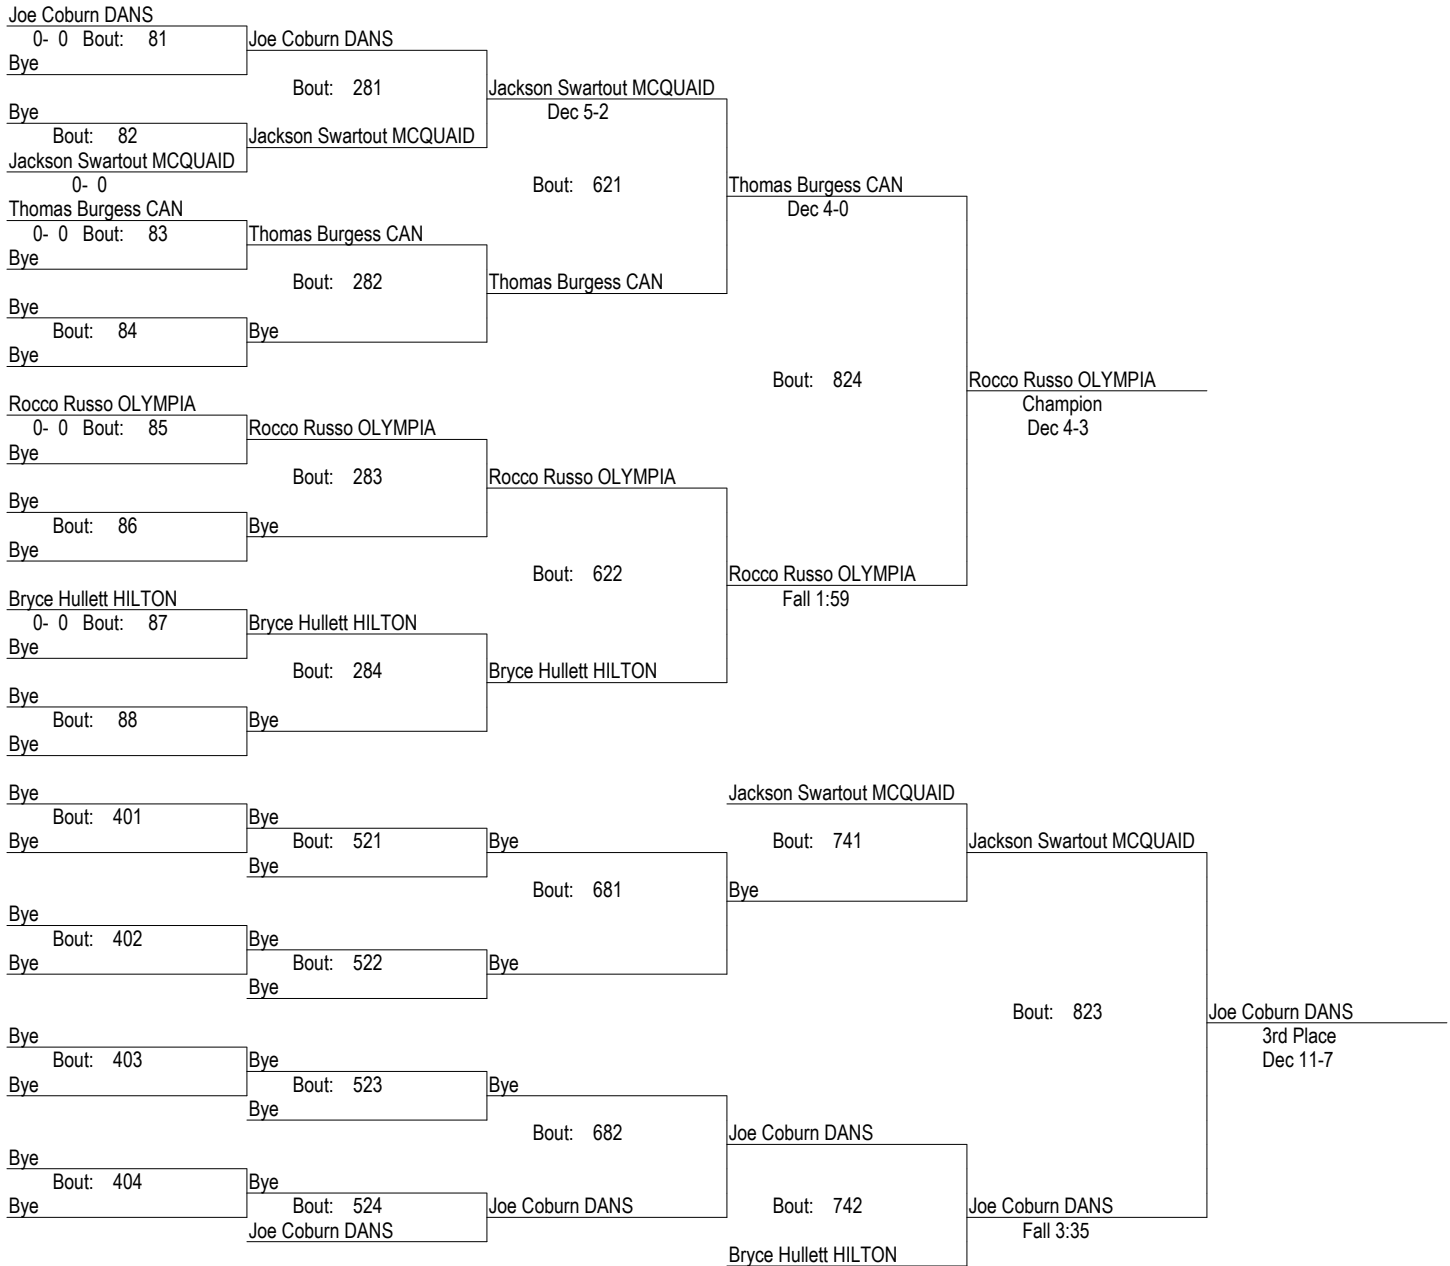 Joe Coburn DANS
0- 0 Bout: 81
Joe Coburn DANS
Bye
Bout: 281
Jackson Swartout MCQUAID
Bye
Dec 5-2
Bout: 82
Jackson Swartout MCQUAID
Jackson Swartout MCQUAID
0- 0
Bout: 621
Thomas Burgess CAN
Thomas Burgess CAN
Dec 4-0
0- 0 Bout: 83
Thomas Burgess CAN
Bye
Bout: 282
Thomas Burgess CAN
Bye
Bout: 84
Bye
Bye
Bout: 824
Rocco Russo OLYMPIA
Champion
Dec 4-3
Rocco Russo OLYMPIA
0- 0 Bout: 85
Rocco Russo OLYMPIA
Bye
Bout: 283
Rocco Russo OLYMPIA
Bye
Bout: 86
Bye
Bye
Bout: 622
Rocco Russo OLYMPIA
Fall 1:59
Bryce Hullett HILTON
0- 0 Bout: 87
Bryce Hullett HILTON
Bye
Bout: 284
Bryce Hullett HILTON
Bye
Bout: 88
Bye
Bye
Bye
Jackson Swartout MCQUAID
Bout: 401
Bye
Bye
Bout: 521
Bye
Bout: 741
Jackson Swartout MCQUAID
Bye
Bout: 681
Bye
Bye
Bout: 402
Bye
Bye
Bout: 522
Bye
Bye
Bout: 823
Joe Coburn DANS
3rd Place
Dec 11-7
Bye
Bout: 403
Bye
Bye
Bout: 523
Bye
Bye
Bout: 682
Joe Coburn DANS
Bye
Bout: 404
Bye
Bye
Bout: 524
Joe Coburn DANS
Bout: 742
Joe Coburn DANS
Joe Coburn DANS
Fall 3:35
Bryce Hullett HILTON